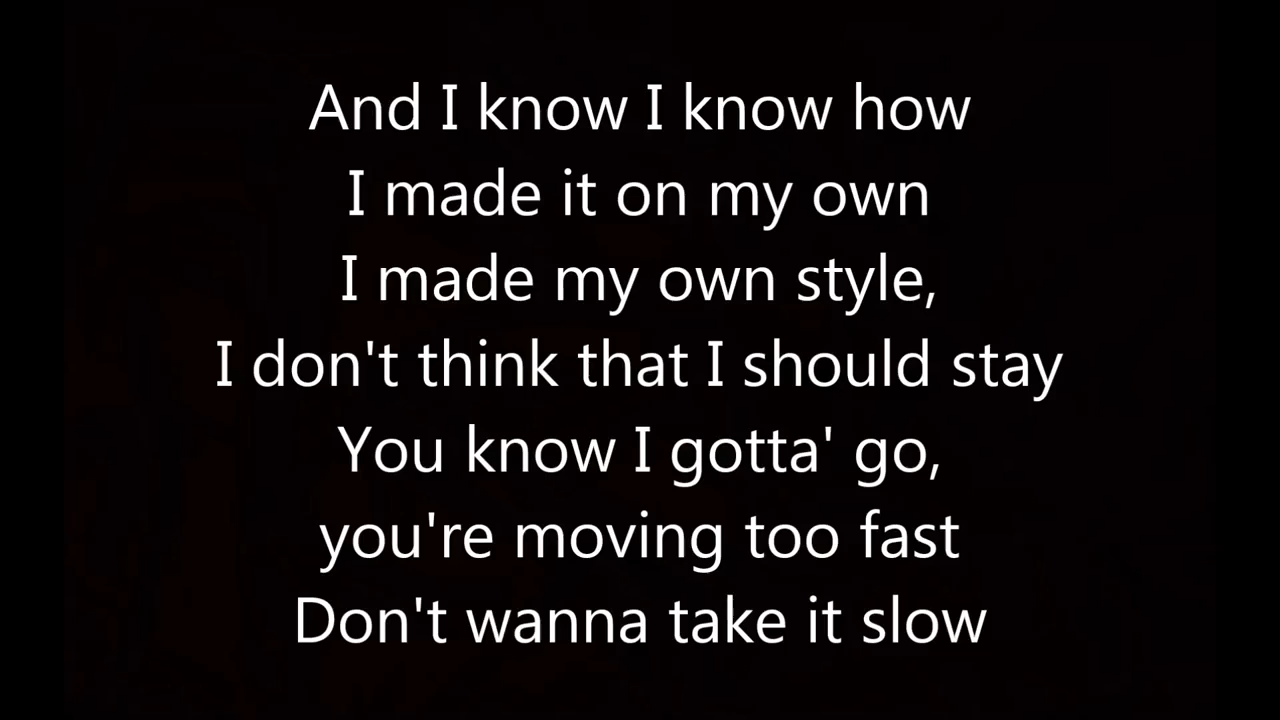 And I know I know how
I made it on my own
I made my own style,
I don't think that I should stay
You know I gotta' go,
you're moving too fast
Don't wanna take it slow